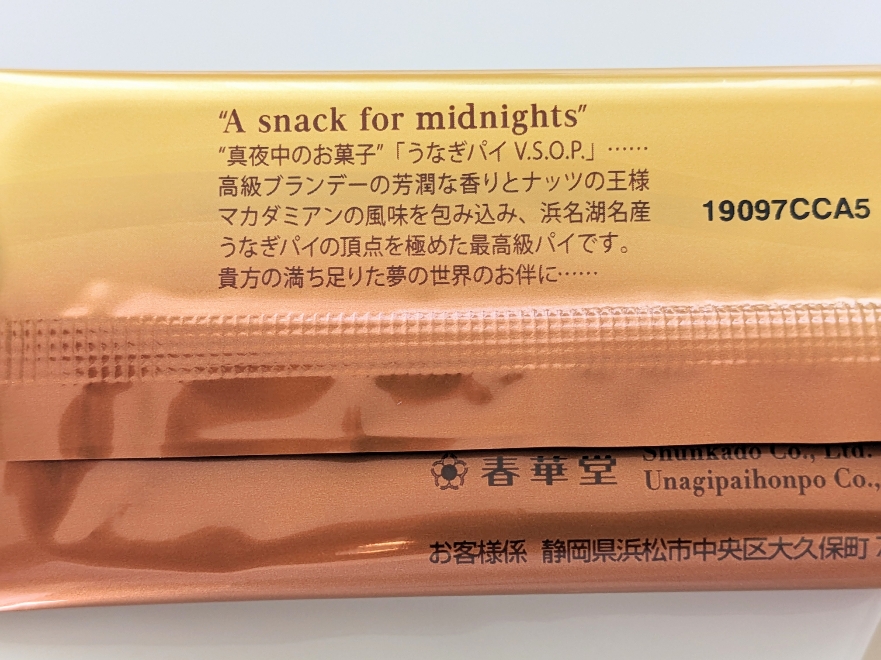 “A snack for midnights”
“真夜中のお菓子”「うなぎパイ V.S.O.P.」……
高級ブランデーの芳潤な香りとナッツの王様
マカダミアンの風味を包み込み、浜名湖名産
うなぎパイの頂点を極めた最高級パイです。
貴方の満ち足りた夢の世界のお伴に……
19097CCA5
春華堂
Shunkado Co., Ltd.
Unagipaihonpo Co.,
お客様係 静岡県浜松市中央区大久保町